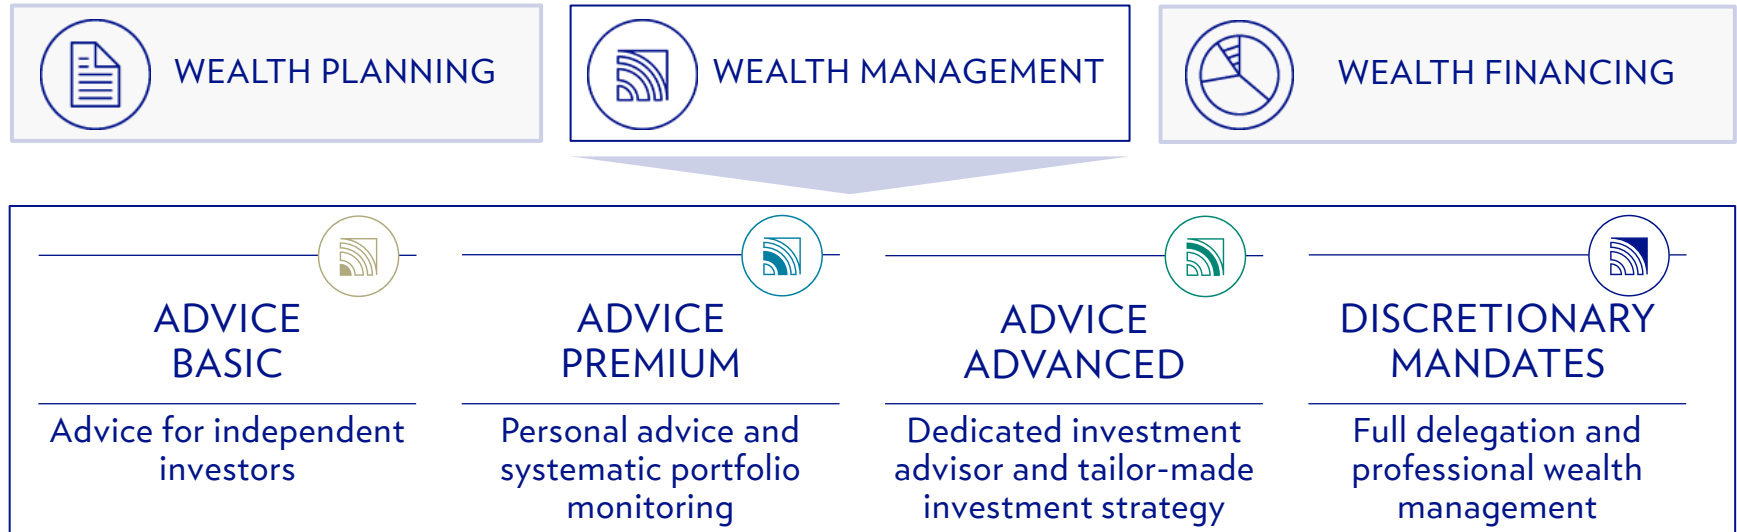 WEALTH PLANNING
WEALTH MANAGEMENT
WEALTH FINANCING
ADVICE
BASIC
Advice for independent
investors
ADVICE
PREMIUM
Personal advice and
systematic portfolio
monitoring
ADVICE
ADVANCED
Dedicated investment
advisor and tailor-made
investment strategy
DISCRETIONARY
MANDATES
Full delegation and
professional wealth
management